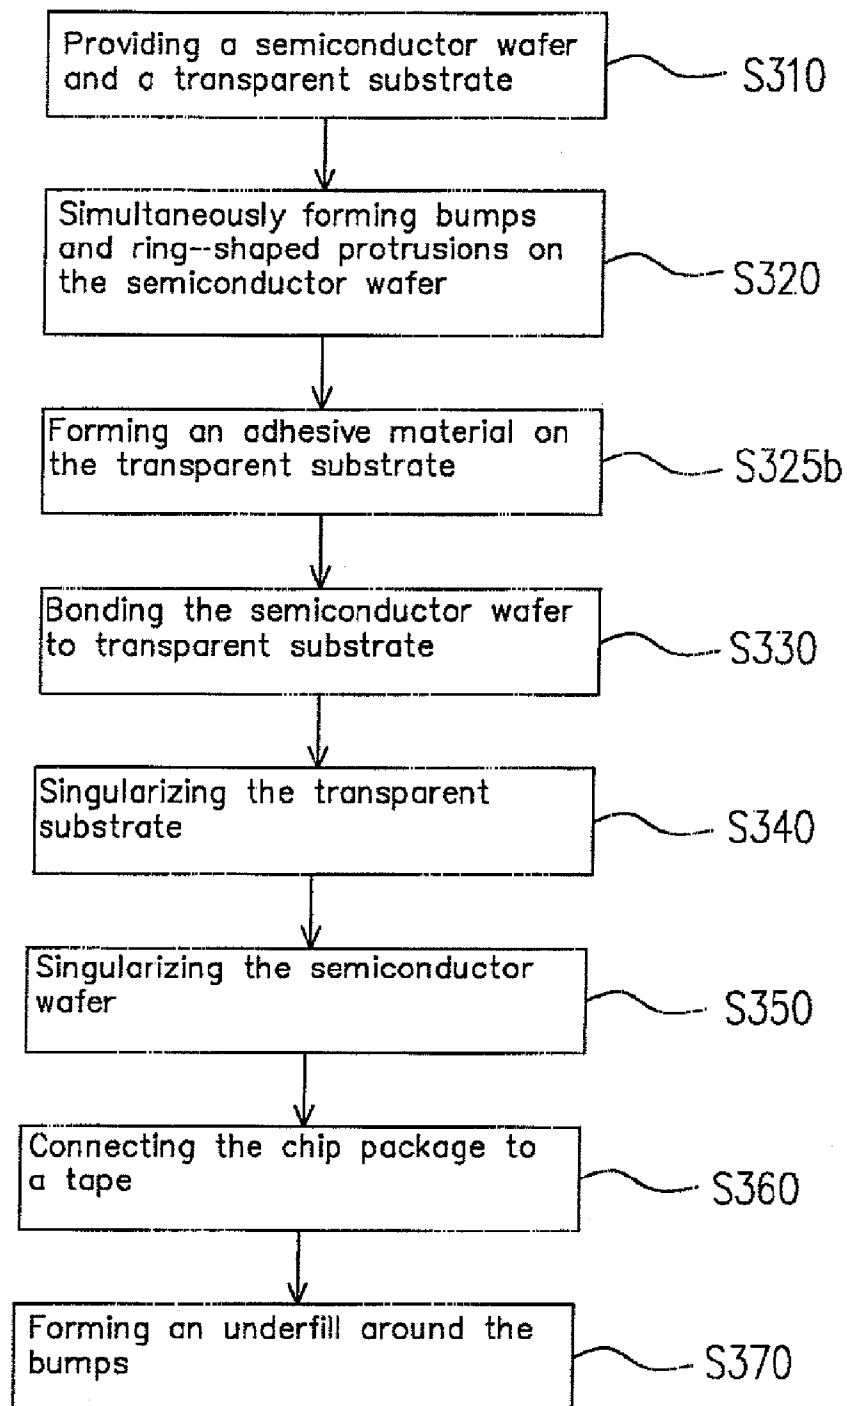 Providing a semiconductor wafer
and a transparent substrate
S310
Simultaneously forming bumps
and ring--shaped protrusions on
the semiconductor wafer
S320
Forming an adhesive material on
the transparent substrate
S325b
Bonding the semiconductor wafer
to transparent substrate
S330
Singularizing the transparent
substrate
S340
Singularizing the semiconductor
wafer
S350
Connecting the chip package to
a tape
S360
Forming an underfill around the
bumps
S370